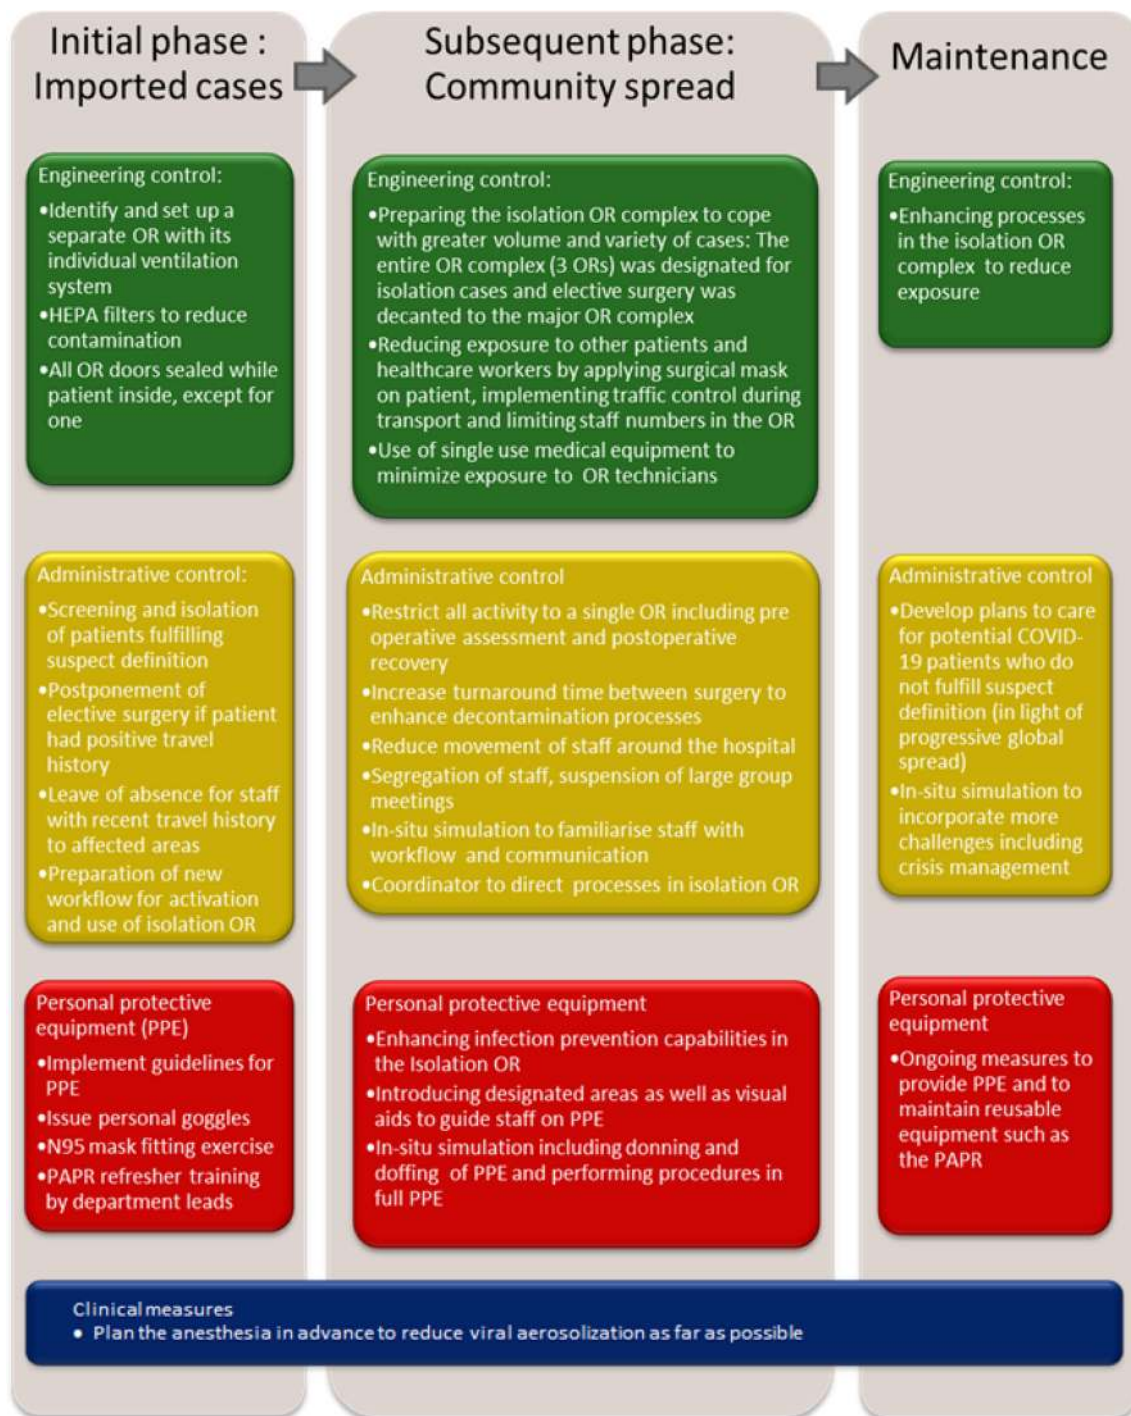 Initial phase :
Imported cases
Subsequent phase:
Community spread
Maintenance
Engineering control:
•Identify and set up a
separate OR with its
individual ventilation
system
•HEPA filters to reduce
contamination
•All OR doors sealed while
patient inside, except for
one
Engineering control:
•Preparing the isolation OR complex to cope
with greater volume and variety of cases: The
entire OR complex (3 ORs) was designated for
isolation cases and elective surgery was
decanted to the major OR complex
•Reducing exposure to other patients and
healthcare workers by applying surgical mask
on patient, implementing traffic control during
transport and limiting staff numbers in the OR
•Use of single use medical equipment to
minimize exposure to OR technicians
Engineering control:
•Enhancing processes
in the isolation OR
complex to reduce
exposure
Administrative control:
•Screening and isolation
of patients fulfilling
suspect definition
•Postponement of
elective surgery if patient
had positive travel
history
•Leave of absence for staff
with recent travel history
to affected areas
•Preparation of new
workflow for activation
and use of isolation OR
Administrative control
•Restrict all activity to a single OR including pre
operative assessment and postoperative
recovery
•Increase turnaround time between surgery to
enhance decontamination processes
•Reduce movement of staff around the hospital
•Segregation of staff, suspension of large group
meetings
•In-situ simulation to familiarise staff with
workflow and communication
•Coordinator to direct processes in isolation OR
Administrative control
•Develop plans to care
for potential COVID-
19 patients who do
not fulfill suspect
definition (in light of
progressive global
spread)
•In-situ simulation to
incorporate more
challenges including
crisis management
Personal protective
equipment (PPE)
•Implement guidelines for
PPE
•Issue personal goggles
•N95 mask fitting exercise
•PAPR refresher training
by department leads
Personal protective equipment
•Enhancing infection prevention capabilities in
the Isolation OR
•Introducing designated areas as well as visual
aids to guide staff on PPE
•In-situ simulation including donning and
doffing of PPE and performing procedures in
full PPE
Personal protective
equipment
•Ongoing measures to
provide PPE and to
maintain reusable
equipment such as
the PAPR
Clinical measures
• Plan the anesthesia in advance to reduce viral aerosolization as far as possible